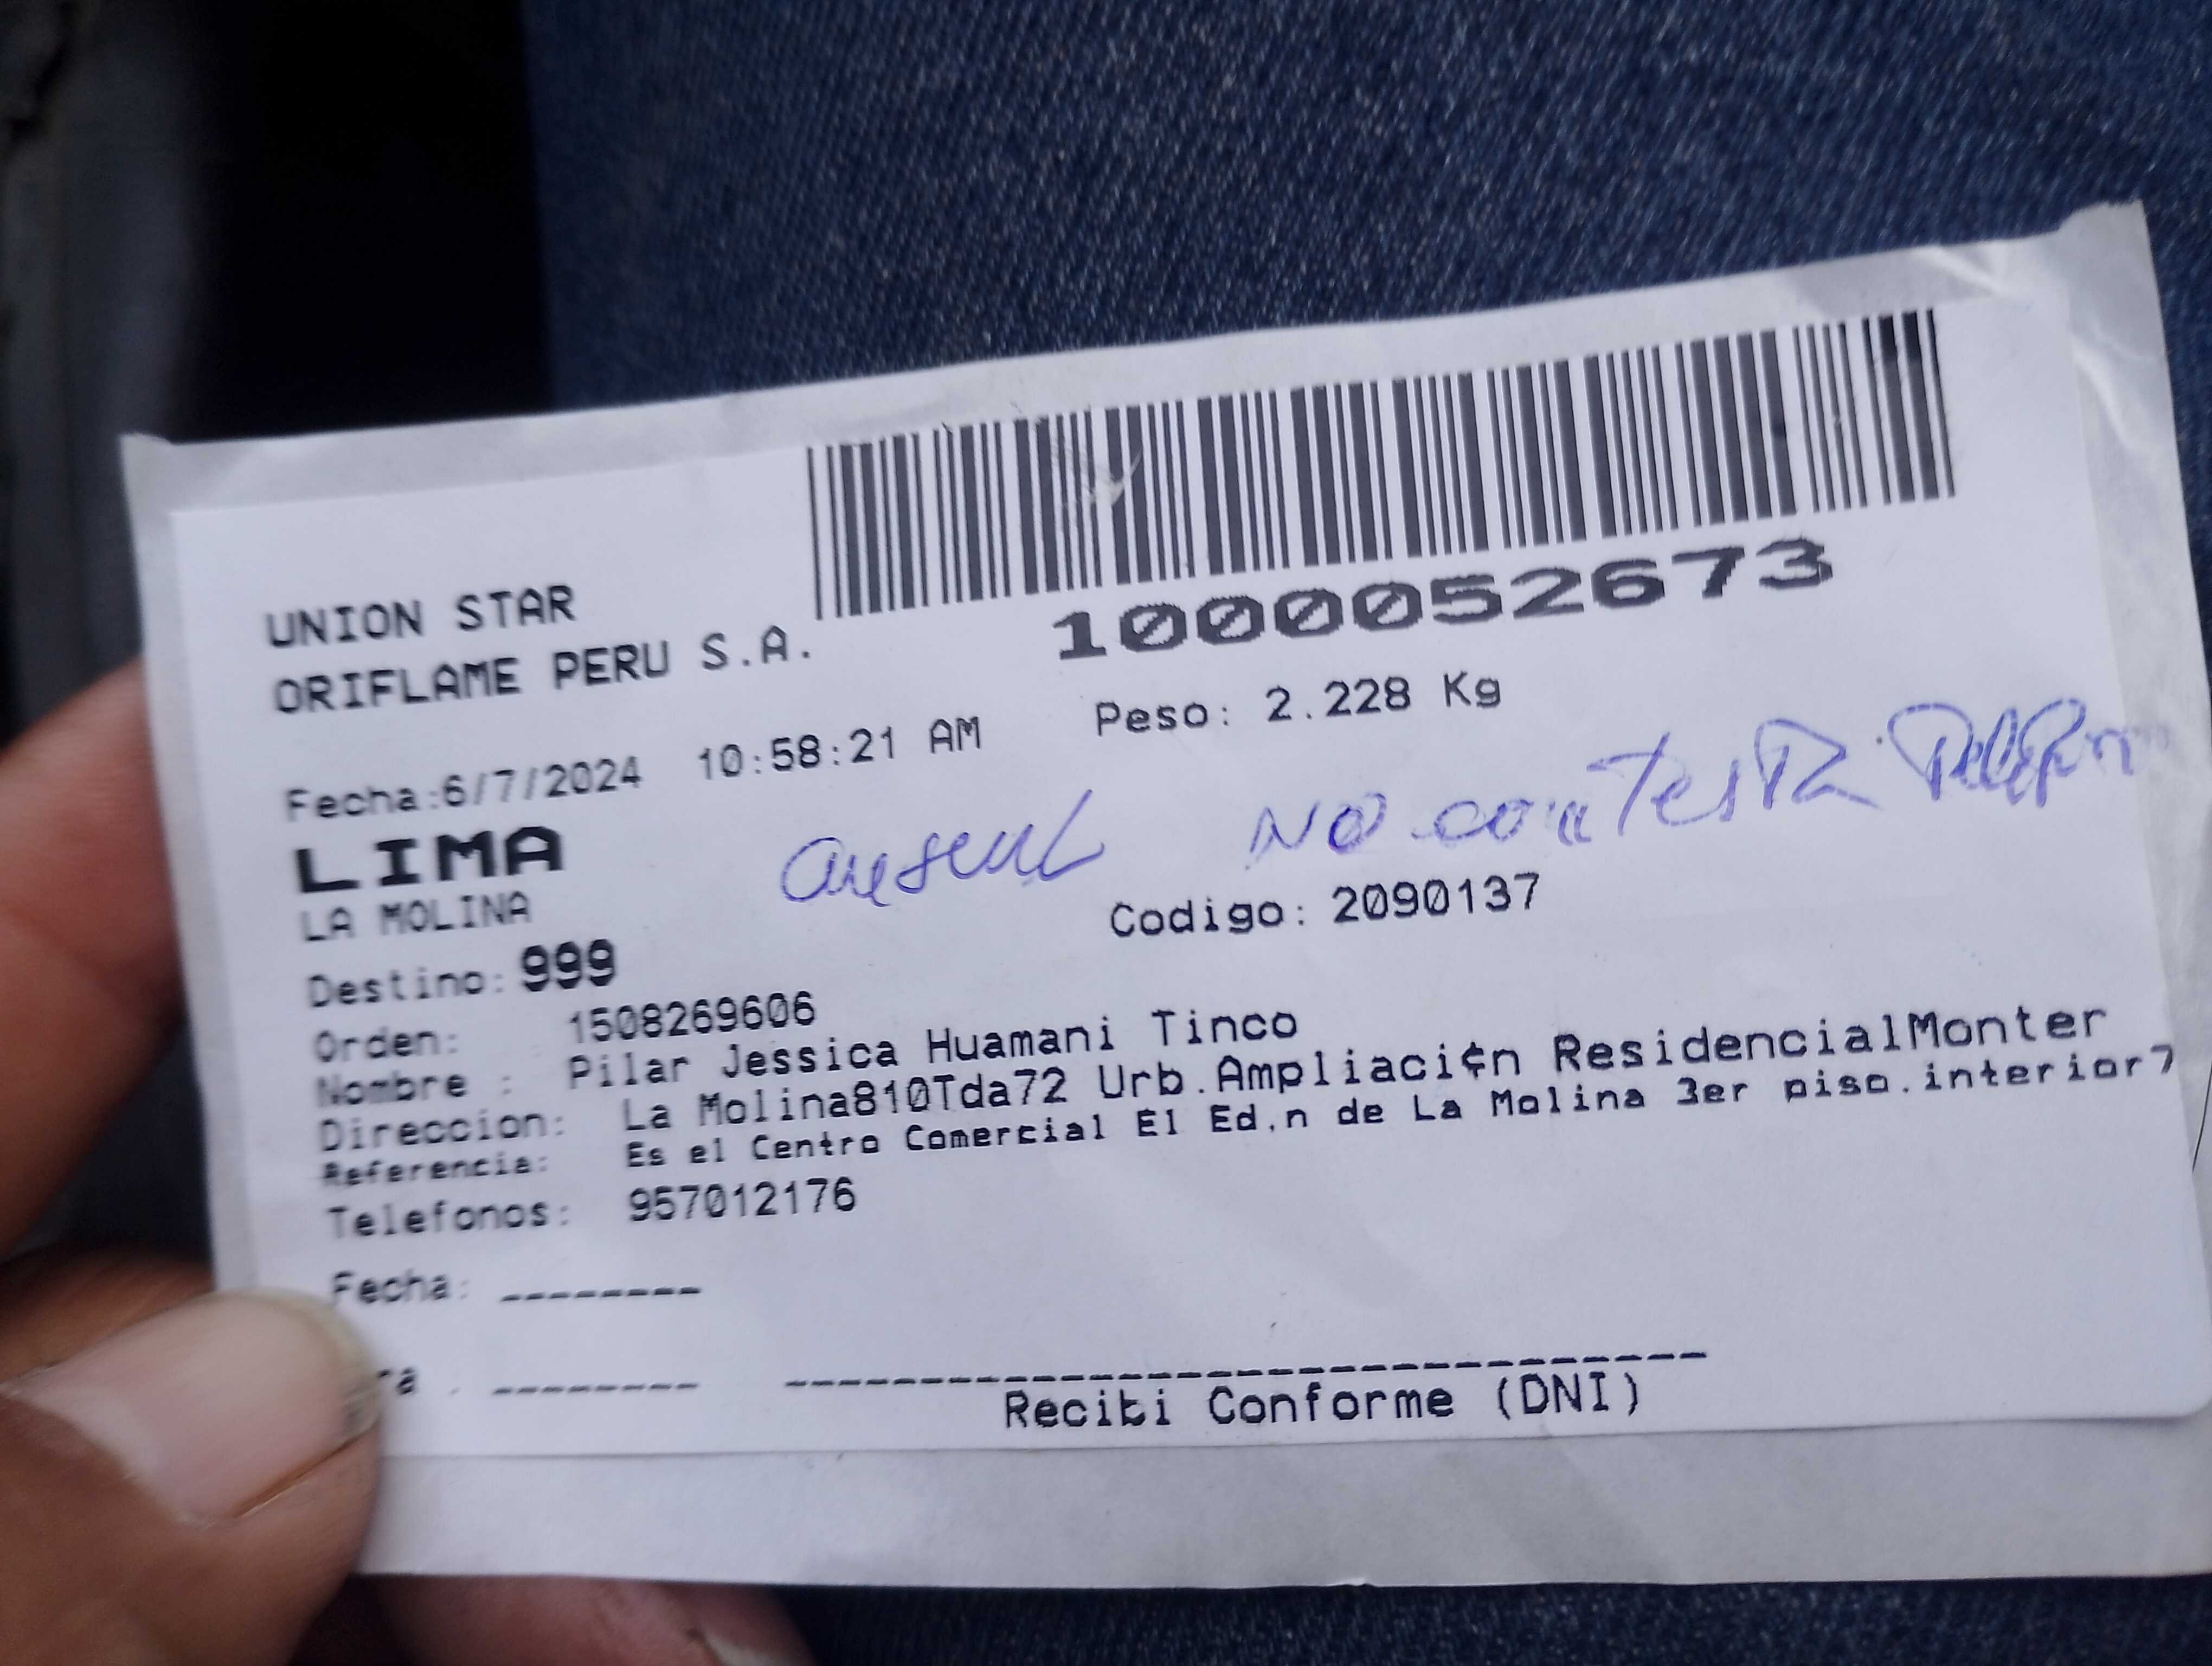 1000052673
UNION STAR
ORIFLAME PERU S.A.
Peso: 2.228 Kg
Fecha:6/7/2024 10:58:21 AM
LIMA
ausent NO contesta Telefon
LA MOLINA
Codigo: 2090137
Destino: 999
Orden: 1508269606
Nombre : Pilar Jessica Huamani Tinco
Direccion: La Molina810Tda72 Urb.Ampliaci¢n ResidencialMonter
Referencia: Es el Centro Comercial El Ed‚n de La Molina 3er piso.interior7
Telefonos: 957012176
Fecha: --------
ra . -------- 
Recibi Conforme (DNI)